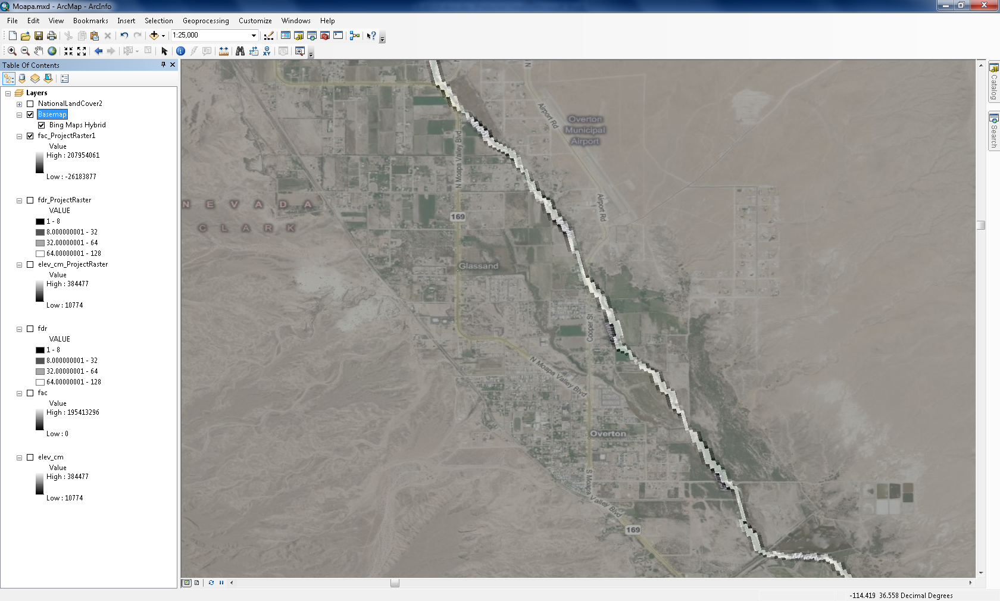 Moapa.mxd - ArcMap - ArcInfo
File Edit View Bookmarks Insert Selection Geoprocessing Customize Windows Help
1:25,000
Table Of Contents
Layers
NationalLandCover2
Basemap
Bing Maps Hybrid
fac_ProjectRaster1
Value
High : 207954061
Low : -26183877
fdr_ProjectRaster
VALUE
1 - 8
8.000000001 - 32
32.00000001 - 64
64.00000001 - 128
elev_cm_ProjectRaster
Value
High : 384477
Low : 10774
fdr
VALUE
1 - 8
8.000000001 - 32
32.00000001 - 64
64.00000001 - 128
fac
Value
High : 195413296
Low : 0
elev_cm
Value
High : 384477
Low : 10774
N
N
Airport Rd
Overton
Municipal
Airport
N Moapa Valley Blvd
NEVADA
CLARK
169
Airport Rd
Glassand
Cooper St
N Moapa Valley Blvd
Overton
S Moapa Valley Blvd
169
Muddy
Catalog
Search
-114.419 36.558 Decimal Degrees